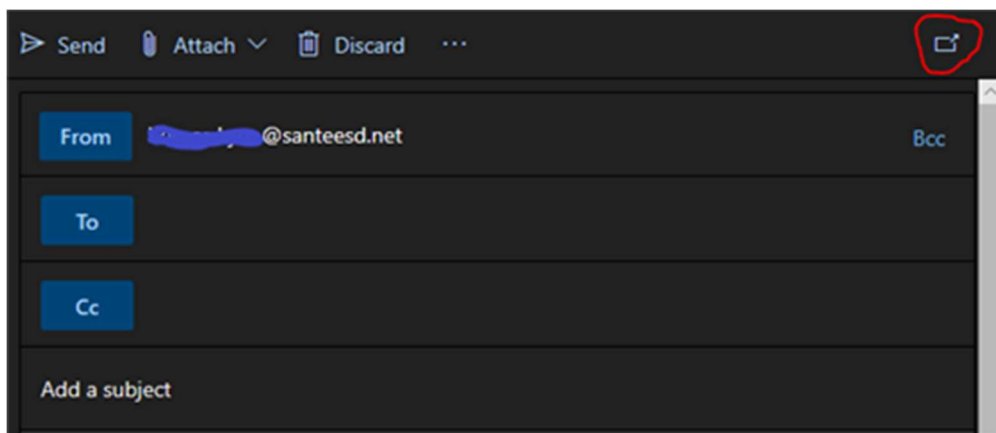 Send Attach Discard ...
From @santeesd.net Bcc
To
Cc
Add a subject